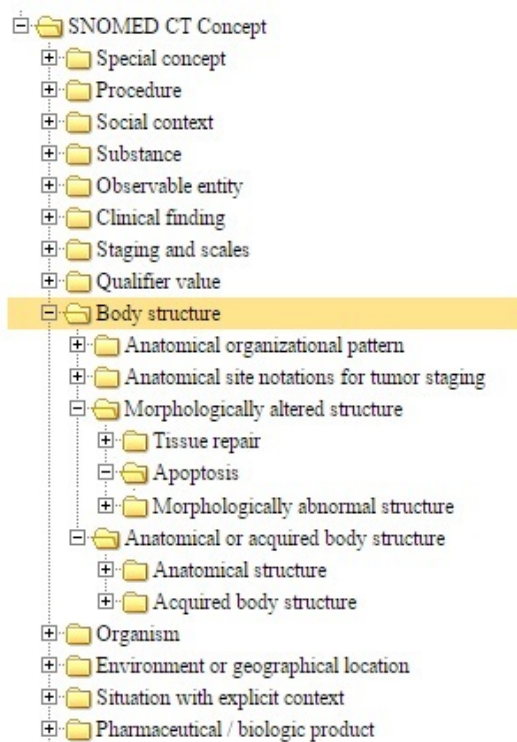 SNOMED CT Concept
Special concept
Procedure
Social context
Substance
Observable entity
Clinical finding
Staging and scales
Qualifier value
Body structure
Anatomical organizational pattern
Anatomical site notations for tumor staging
Morphologically altered structure
Tissue repair
Apoptosis
Morphologically abnormal structure
Anatomical or acquired body structure
Anatomical structure
Acquired body structure
Organism
Environment or geographical location
Situation with explicit context
Pharmaceutical / biologic product